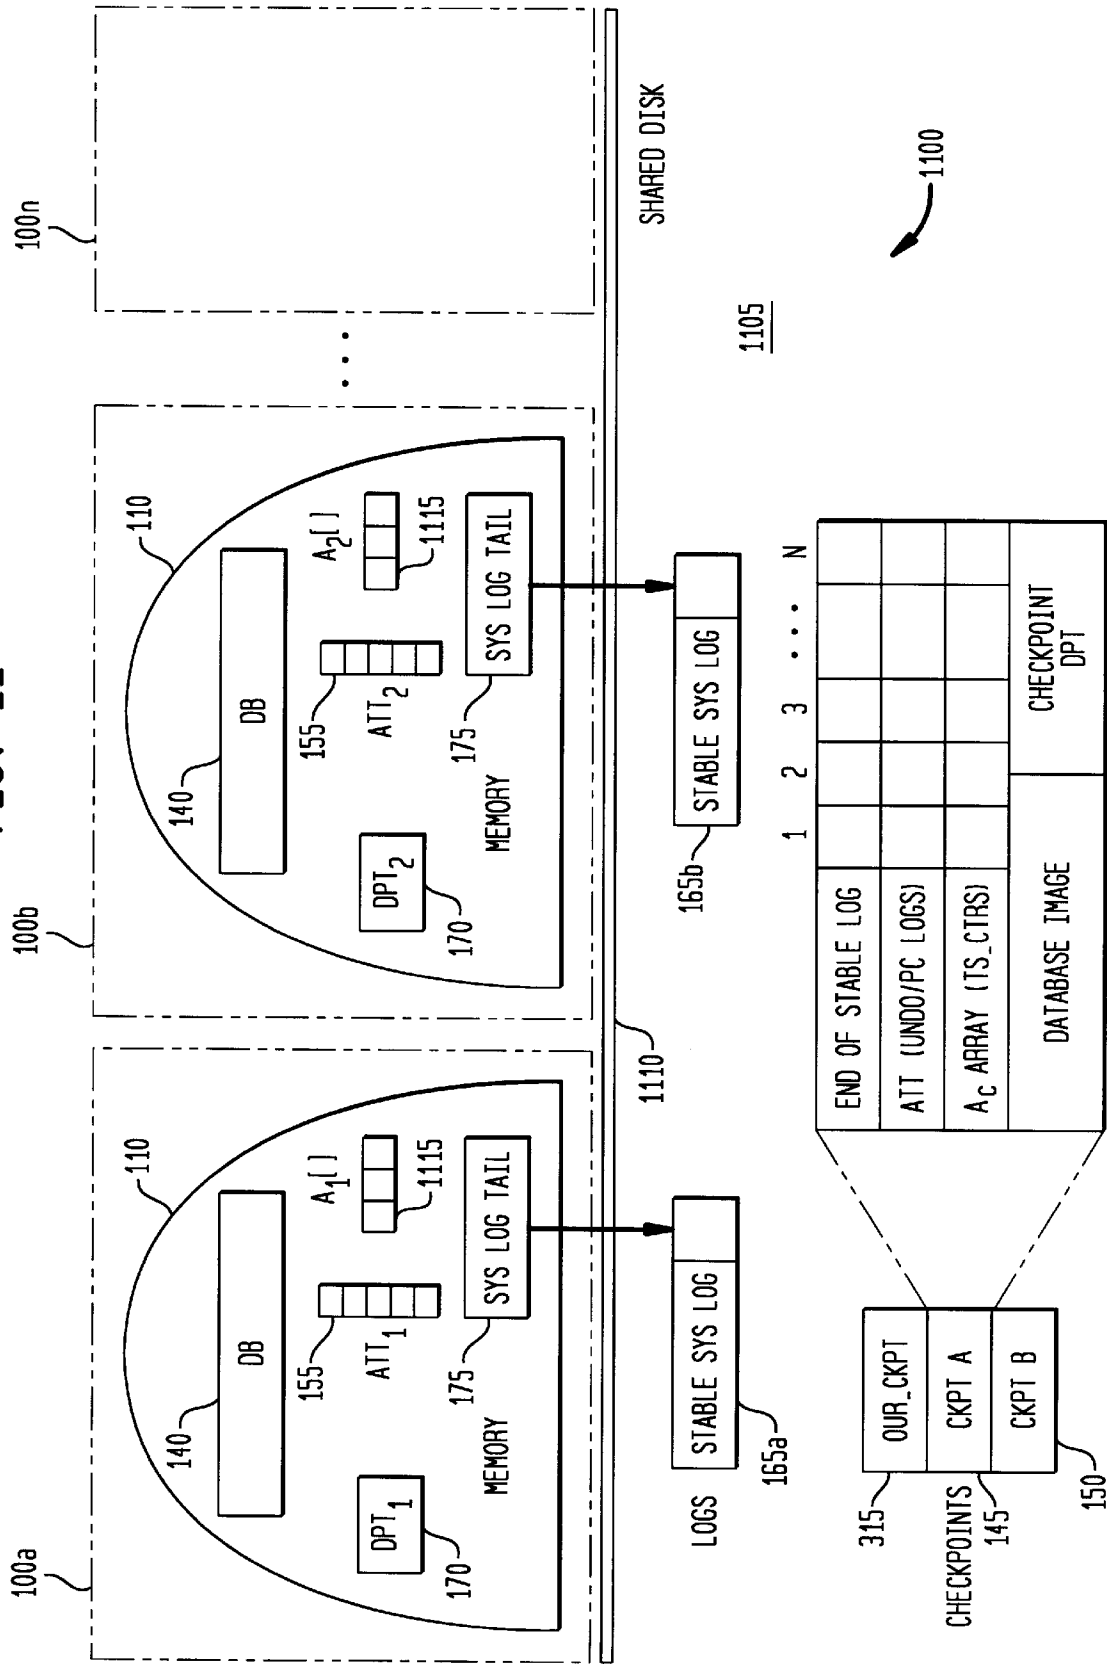 100a
110
140
DB
155
ATT1
A1[ ]
1115
DPT1
170
175
SYS LOG TAIL
MEMORY
100b
110
140
DB
155
ATT2
A2[ ]
1115
DPT2
170
175
SYS LOG TAIL
MEMORY
100n
• • •
1110
SHARED DISK
LOGS
STABLE SYS LOG
165a
STABLE SYS LOG
165b
1105
1100
315
OUR_CKPT
CHECKPOINTS
145
CKPT A
CKPT B
150
1 2 3 • • • N
END OF STABLE LOG
ATT (UNDO/PC LOGS)
AC ARRAY (TS_CTRS)
DATABASE IMAGE
CHECKPOINT
DPT